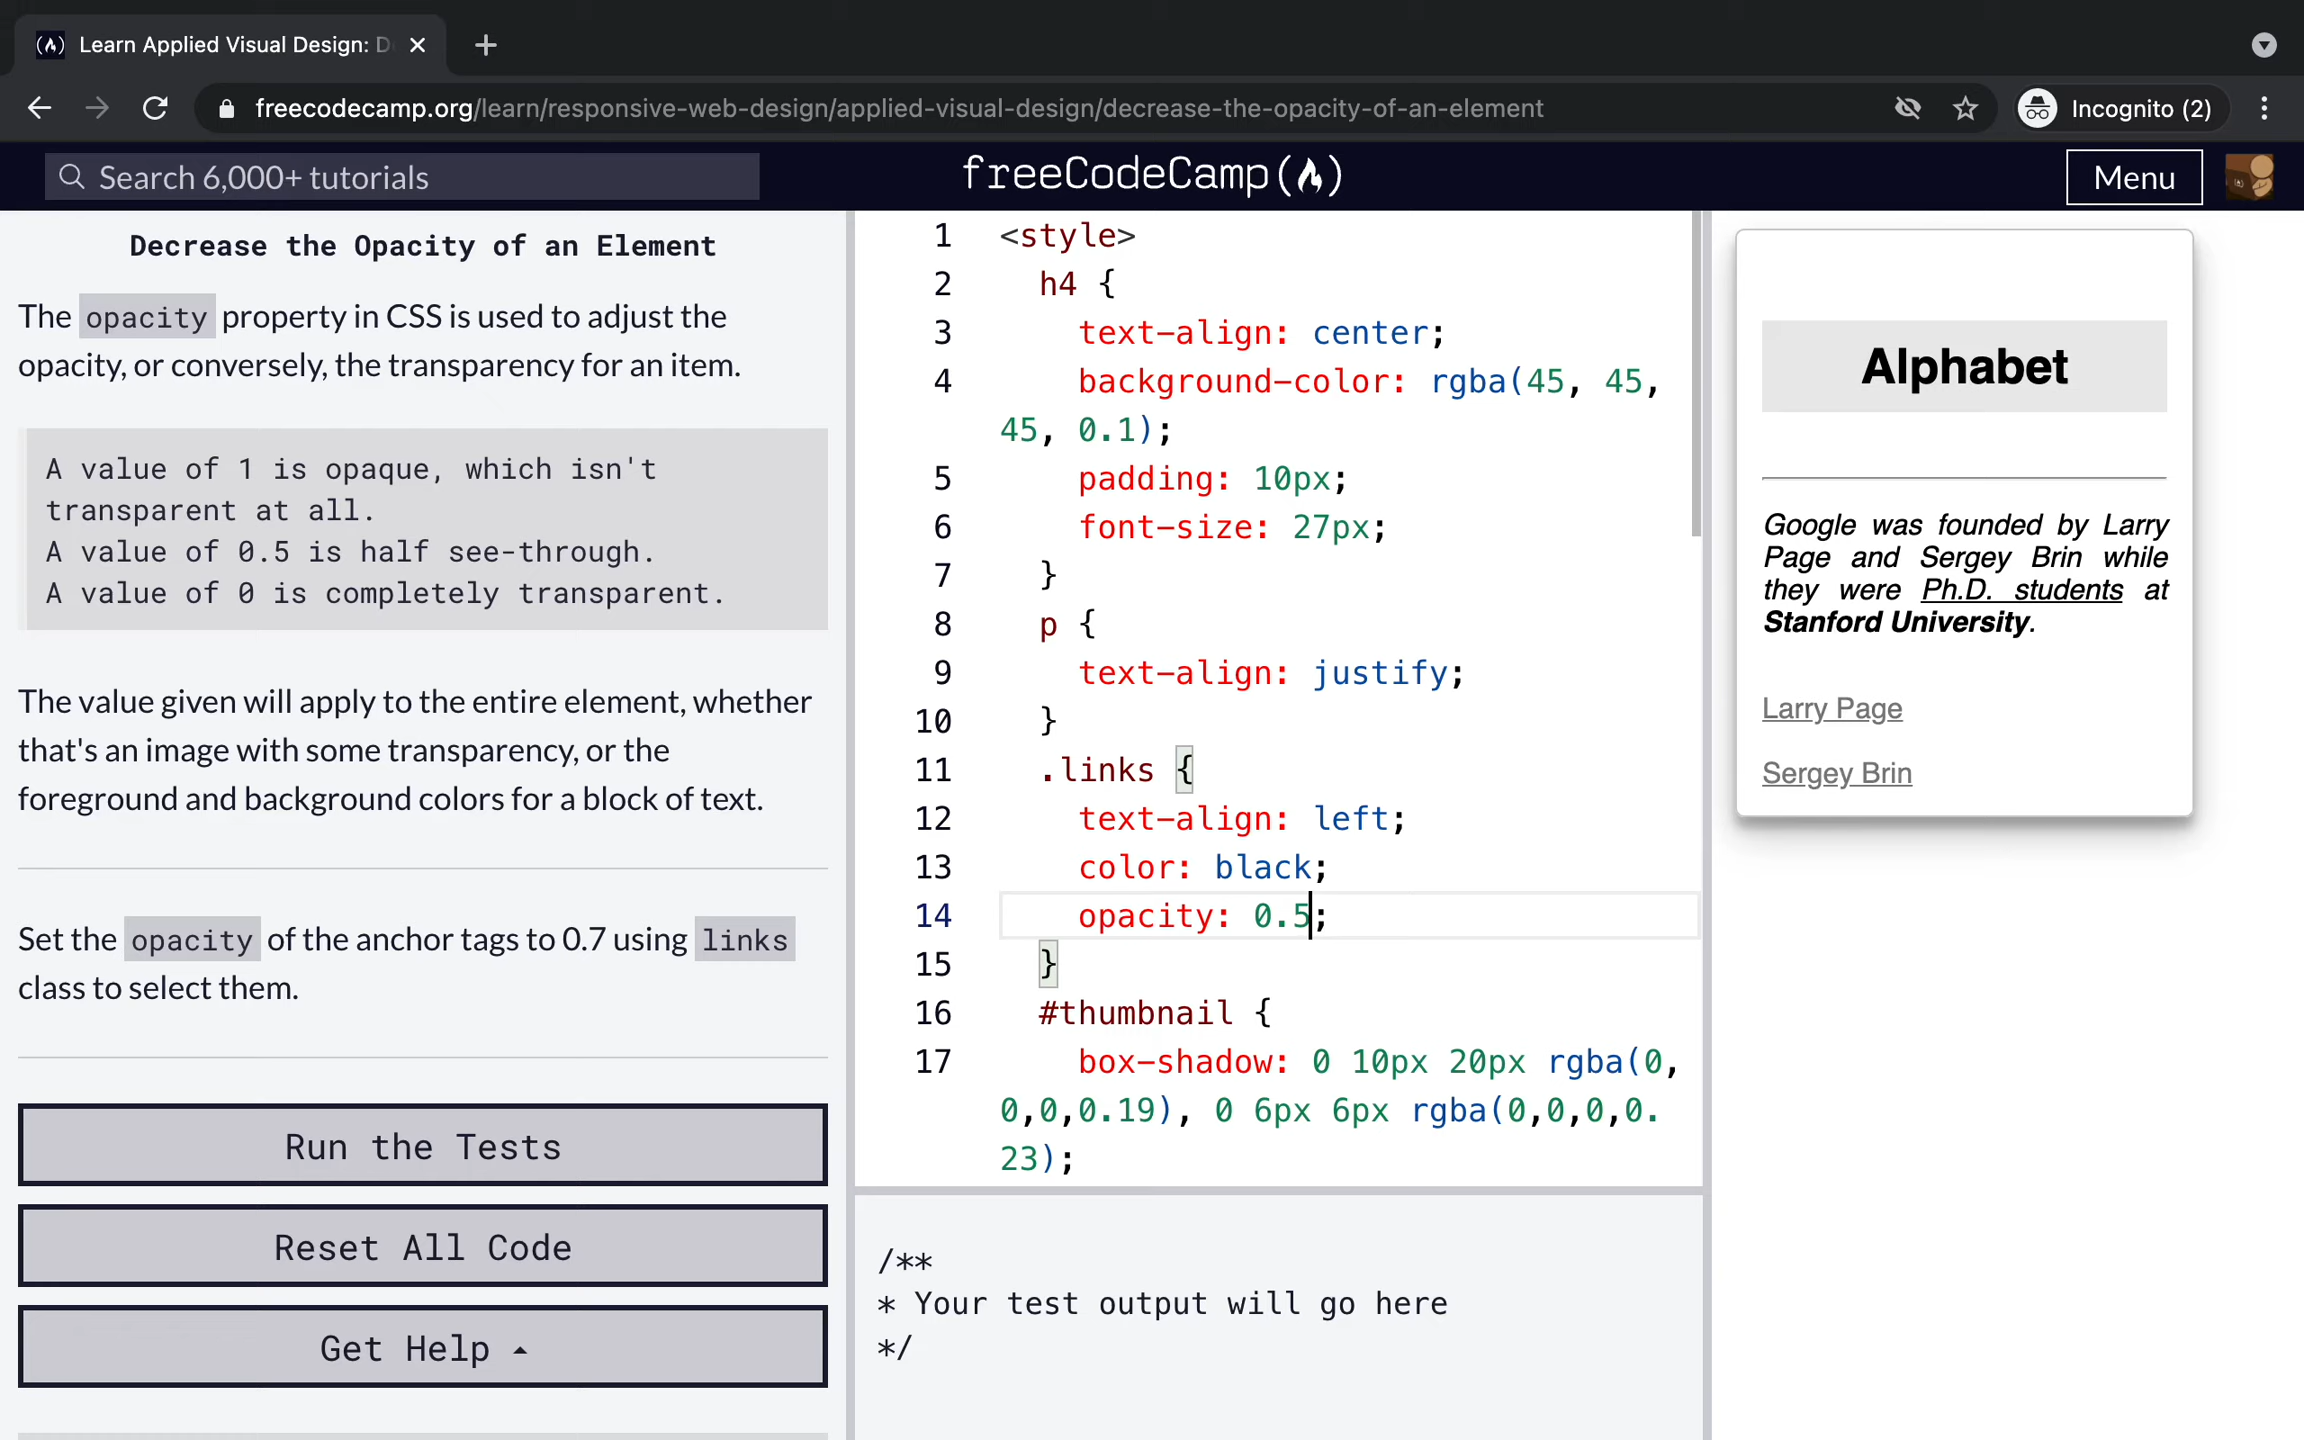 Learn Applied Visual Design: D
freecodecamp.org/learn/responsive-web-design/applied-visual-design/decrease-the-opacity-of-an-element
Incognito (2)
Search 6,000+ tutorials
freeCodeCamp
Menu
Decrease the Opacity of an Element
The opacity property in CSS is used to adjust the
opacity, or conversely, the transparency for an item.
A value of 1 is opaque, which isn't
transparent at all.
A value of 0.5 is half see-through.
A value of 0 is completely transparent.
The value given will apply to the entire element, whether
that's an image with some transparency, or the
foreground and background colors for a block of text.
Set the opacity of the anchor tags to 0.7 using links
class to select them.
Run the Tests
Reset All Code
Get Help
1 <style>
2 h4 {
3 text-align: center;
4 background-color: rgba(45, 45,
45, 0.1);
5 padding: 10px;
6 font-size: 27px;
7 }
8 p {
9 text-align: justify;
10 }
11 .links {
12 text-align: left;
13 color: black;
14 opacity: 0.5;
15 }
16 #thumbnail {
17 box-shadow: 0 10px 20px rgba(0,
0,0,0.19), 0 6px 6px rgba(0,0,0,0.
23);
/**
* Your test output will go here
*/
Alphabet
Google was founded by Larry
Page and Sergey Brin while
they were Ph.D. students at
Stanford University.
Larry Page
Sergey Brin